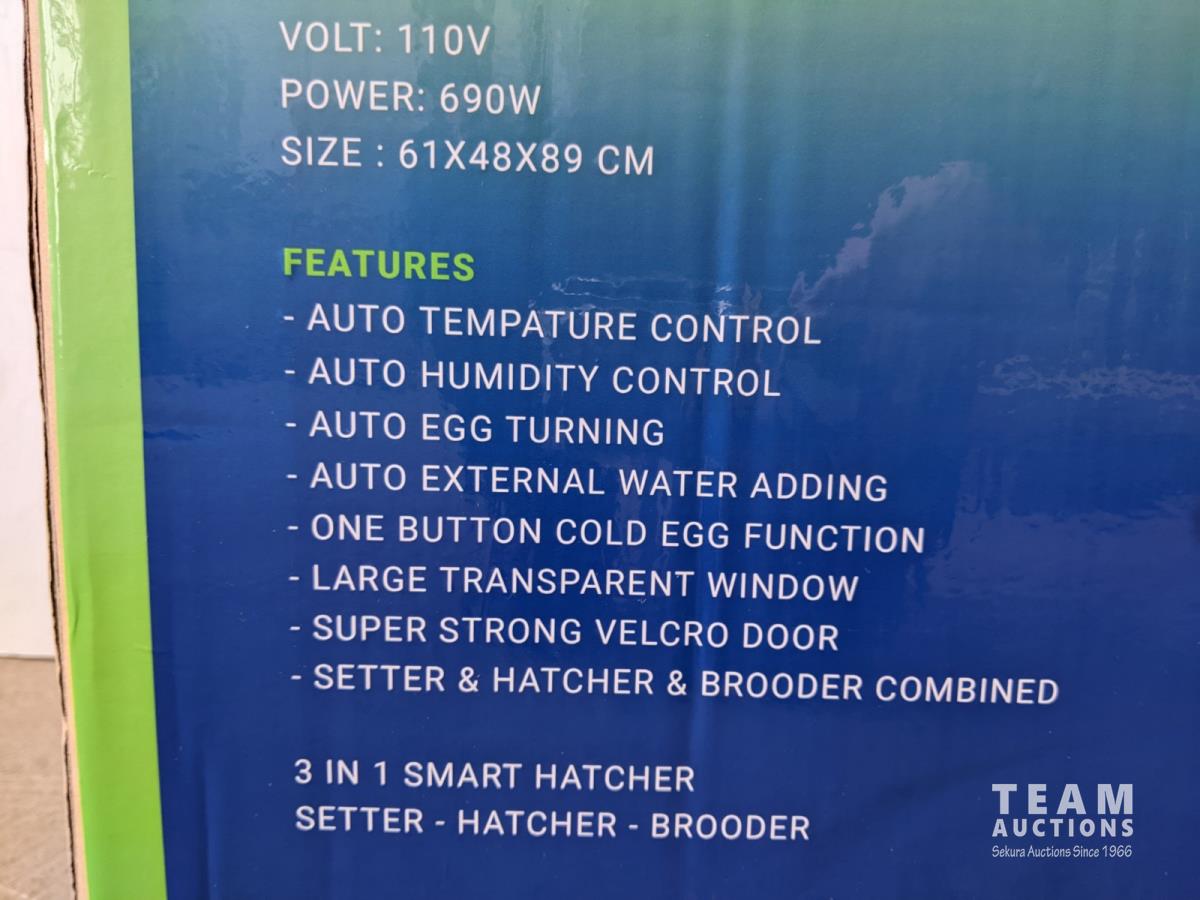 VOLT: 110V
POWER: 690W
SIZE : 61X48X89 CM
FEATURES
- AUTO TEMPATURE CONTROL
- AUTO HUMIDITY CONTROL
- AUTO EGG TURNING
- AUTO EXTERNAL WATER ADDING
- ONE BUTTON COLD EGG FUNCTION
- LARGE TRANSPARENT WINDOW
- SUPER STRONG VELCRO DOOR
- SETTER & HATCHER & BROODER COMBINED
3 IN 1 SMART HATCHER
SETTER - HATCHER - BROODER
TEAM
AUCTIONS
Sekura Auctions Since 1966